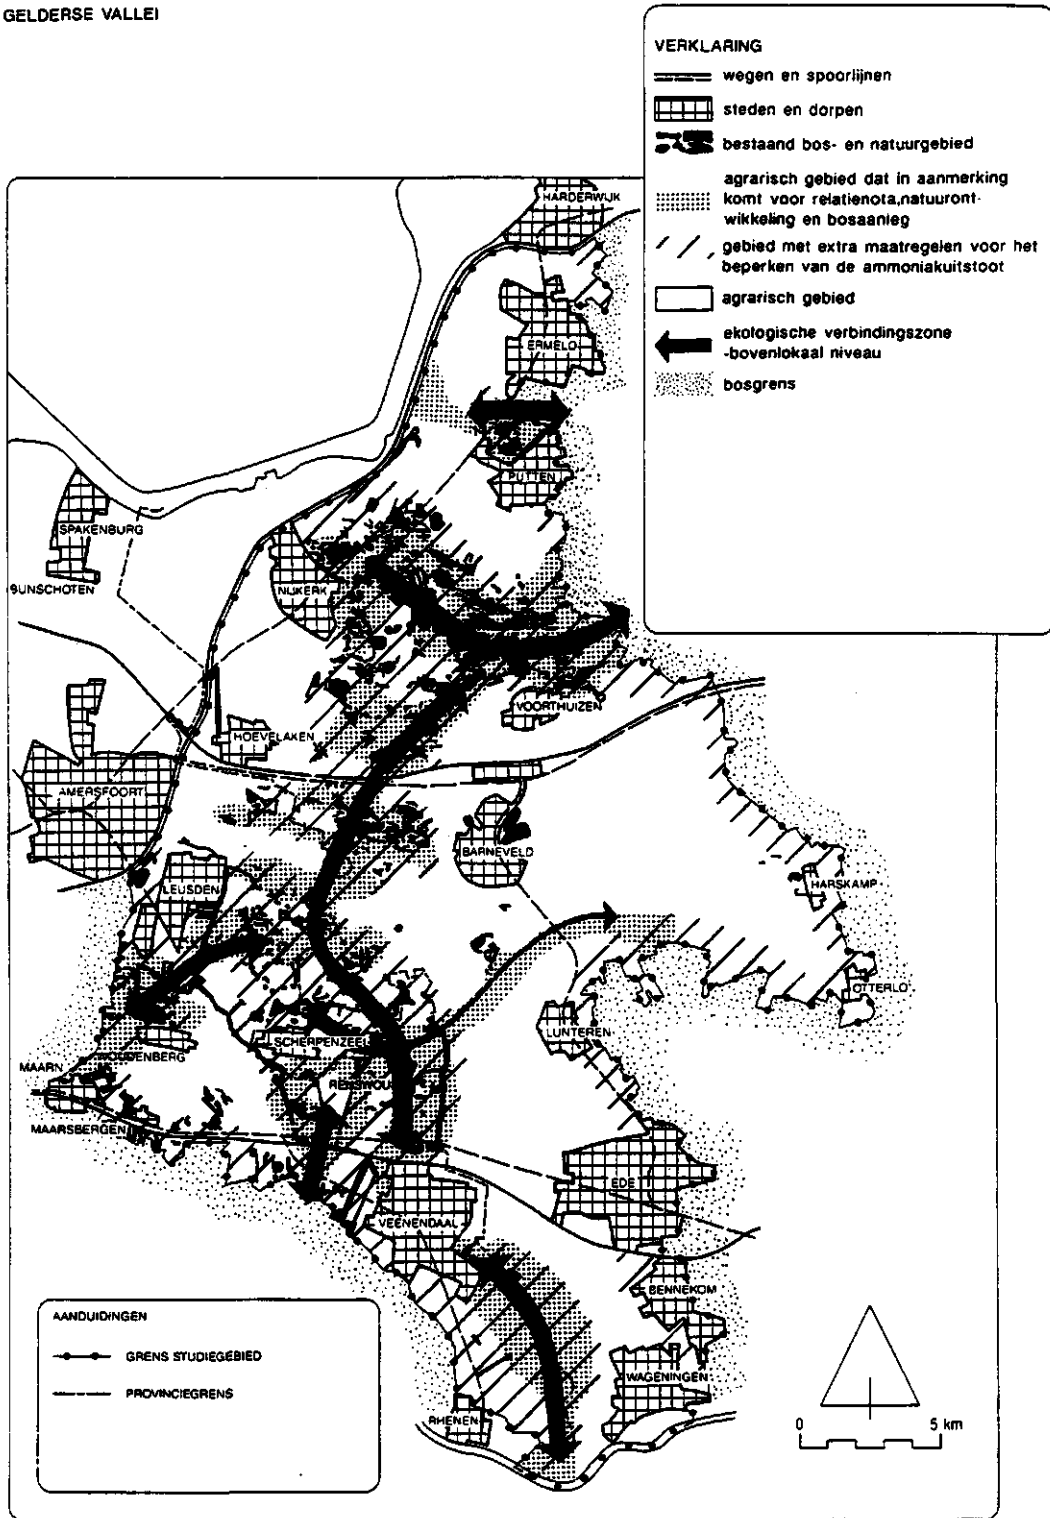 GELDERSE VALLEI
VERKLARING
wegen en spoorlijnen
steden en dorpen
bestaand bos- en natuurgebied
agrarisch gebied dat in aanmerking
komt voor relatienota,natuuront-
wikkeling en bosaanleg
gebied met extra maatregelen voor het
beperken van de ammoniakuitstoot
agrarisch gebied
ekologische verbindingszone
-bovenlokaal niveau
bosgrens
HARDERWIJK
ERMELO
PUTTEN
SPAKENBURG
BUNSCHOTEN
NIJKERK
VOORTHUIZEN
HOEVELAKEN
AMERSFOORT
BARNEVELD
LEUSDEN
HARSKAMP
OTTERLO
LUNTEREN
SCHERPENZEEL
WOUDENBERG
MAARN
RENSWOU
MAARSBERGEN
EDE
VEENENDAAL
BENNEKOM
WAGENINGEN
RHENEN
AANDUIDINGEN
GRENS STUDIEGEBIED
PROVINCIEGRENS
0 5 km